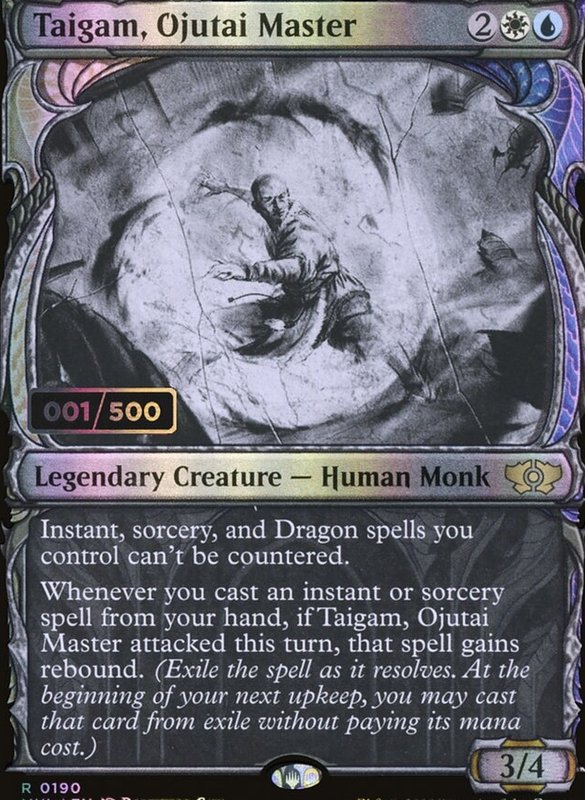 Taigam, Ojutai Master 2
001/500
Legendary Creature — Human Monk
Instant, sorcery, and Dragon spells you
control can't be countered.
Whenever you cast an instant or sorcery
spell from your hand, if Taigam, Ojutai
Master attacked this turn, that spell gains
rebound. (Exile the spell as it resolves. At the
beginning of your next upkeep, you may cast
that card from exile without paying its mana
cost.)
3/4
R 0190